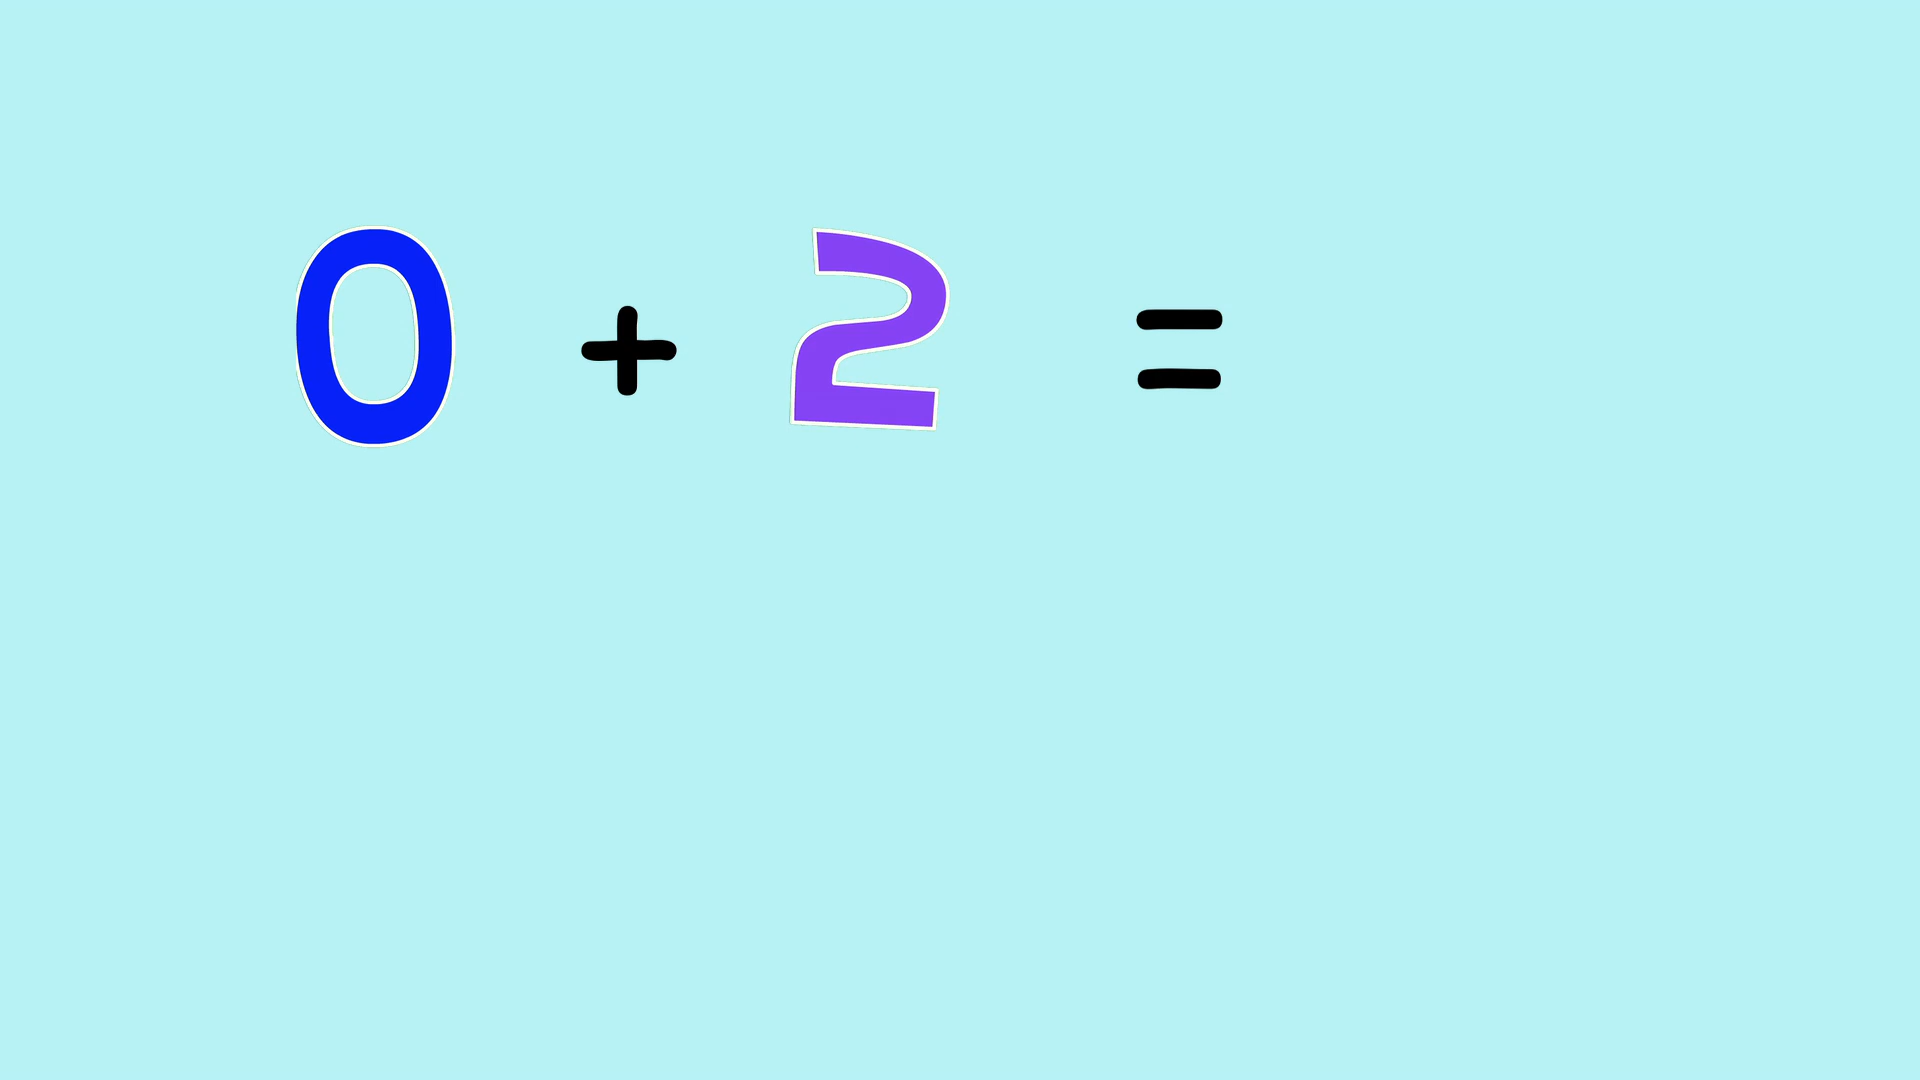 0 + 2 =